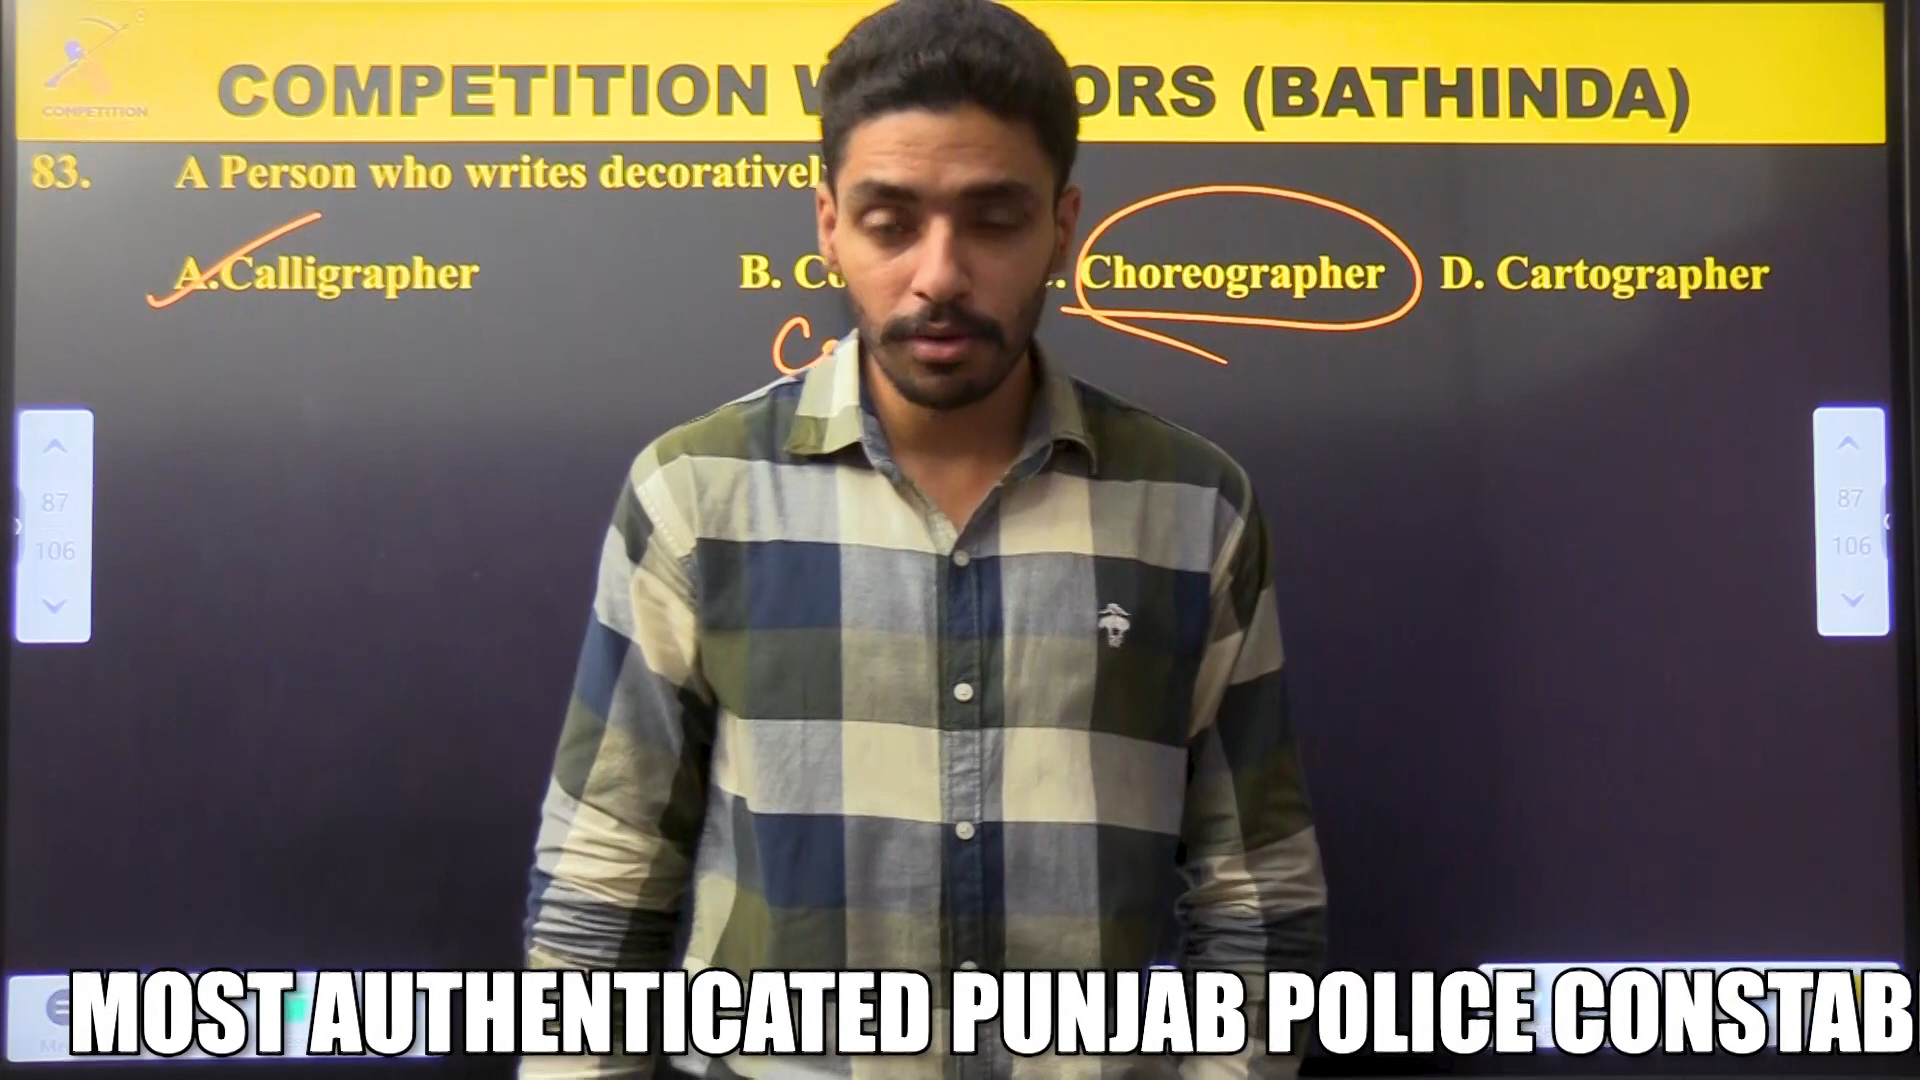 COMPETITION
COMPETITION ORS (BATHINDA)
83. A Person who writes decoratively
A.Calligrapher B. Choreographer D. Cartographer
87
106
87
106
MOST AUTHENTICATED PUNJAB POLICE CONSTAB